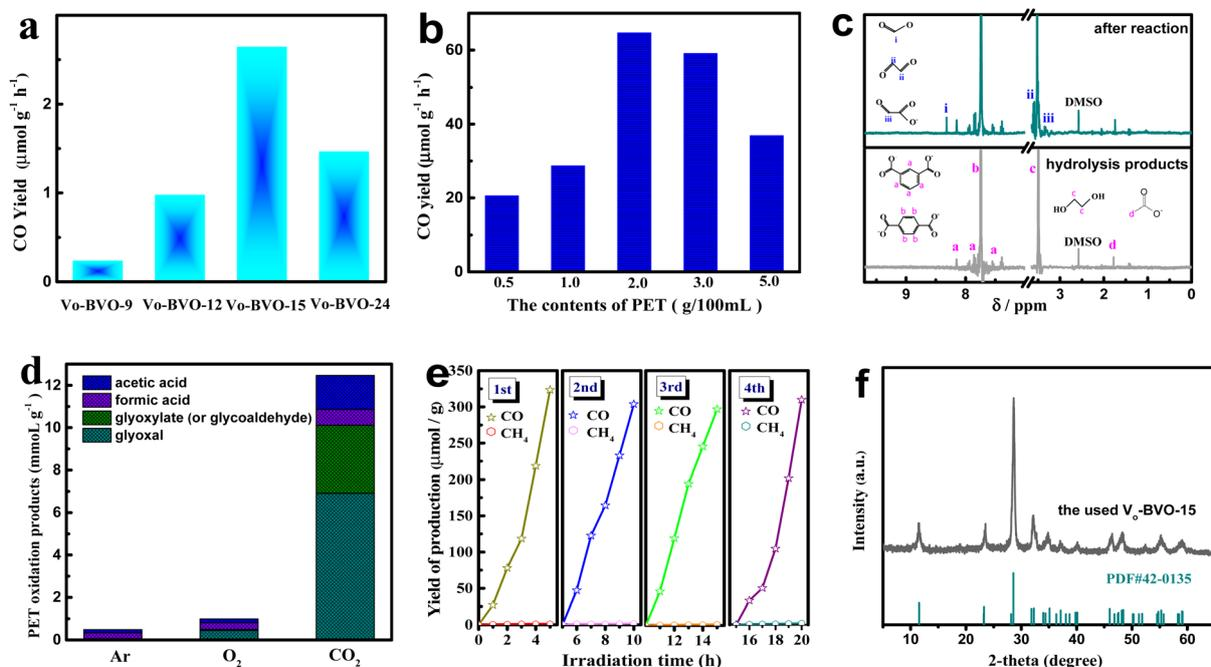 a
CO Yield (μmol g⁻¹ h⁻¹)
2
1
0
Vo-BVO-9 Vo-BVO-12 Vo-BVO-15 Vo-BVO-24
b
CO yield (μmol g⁻¹ h⁻¹)
60
40
20
0
0.5 1.0 2.0 3.0 5.0
The contents of PET ( g/100mL )
c
after reaction
O O⁻
i
ii
O O
ii
O O
O⁻
iii
i
ii
iii
DMSO
hydrolysis products
O a O⁻
⁻O O
a a
a
b b
O O⁻
⁻O O
b b
b
c
c OH
HO c
O
d O⁻
a a a
DMSO
d
9 8 3 2 1 0
δ / ppm
d
PET oxidation products (mmoL g⁻¹)
12
10
8
6
4
2
0
acetic acid
formic acid
glyoxylate (or glycoaldehyde)
glyoxal
Ar O₂ CO₂
e
Yield of production (μmol / g)
350
300
250
200
150
100
50
0
1st
CO
CH₄
2nd
CO
CH₄
3rd
CO
CH₄
4th
CO
CH₄
0 2 4 6 8 10 12 14 16 18 20
Irradiation time (h)
f
Intensity (a.u.)
the used Vₒ-BVO-15
PDF#42-0135
10 20 30 40 50 60
2-theta (degree)